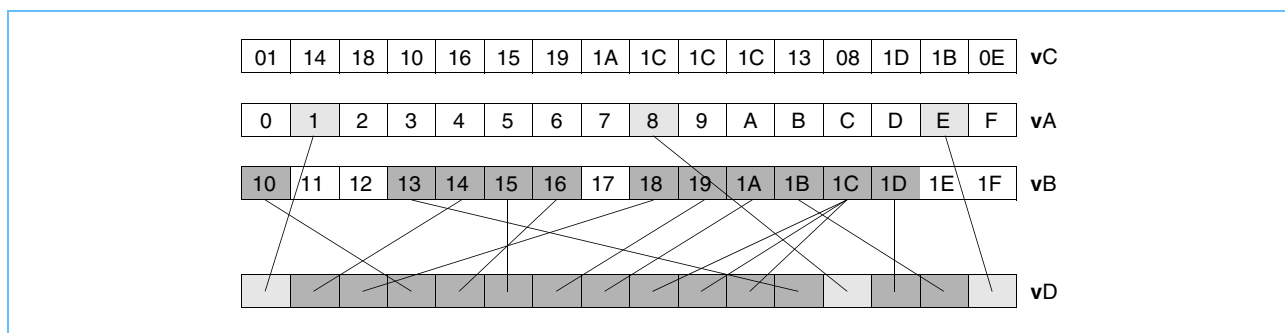 01 14 18 10 16 15 19 1A 1C 1C 1C 13 08 1D 1B 0E vC
0 1 2 3 4 5 6 7 8 9 A B C D E F vA
10 11 12 13 14 15 16 17 18 19 1A 1B 1C 1D 1E 1F vB
vD